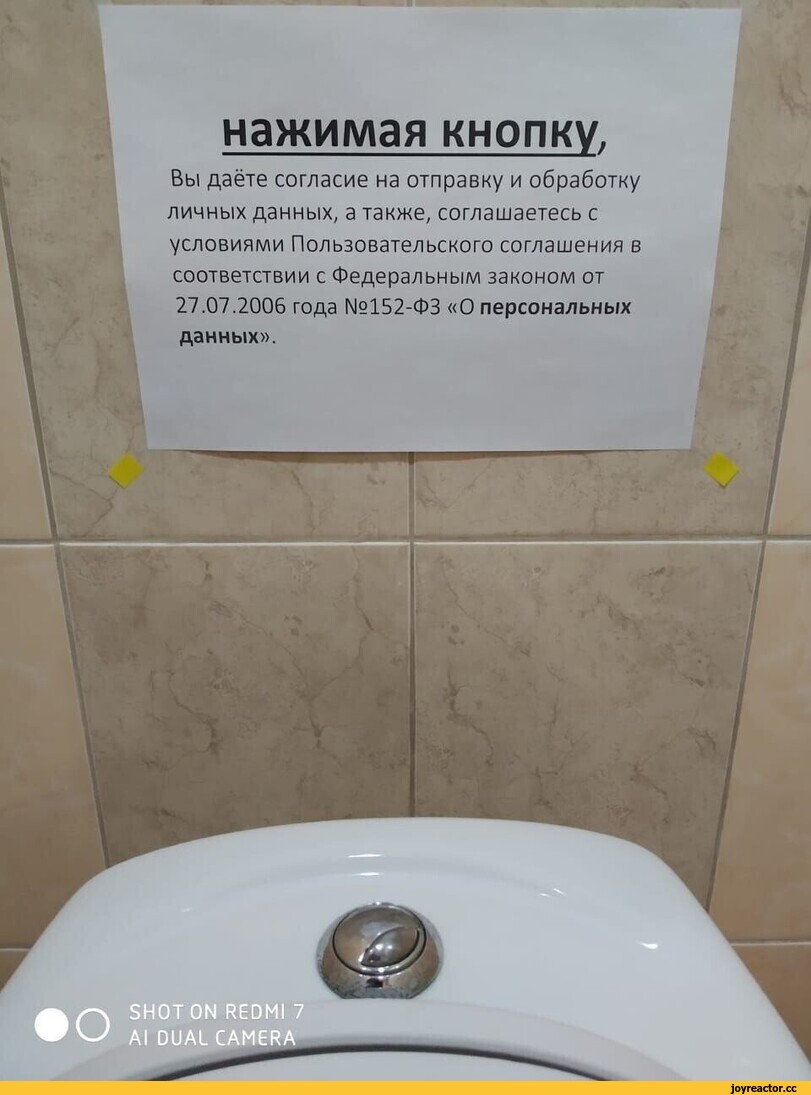 нажимая кнопку,
Вы даёте согласие на отправку и обработку
личных данных, а также, соглашаетесь с
условиями Пользовательского соглашения в
соответствии с Федеральным законом от
27.07.2006 года №152-ФЗ «О персональных
данных».
SHOT ON REDMI 7
AI DUAL CAMERA
joyreactor.cc